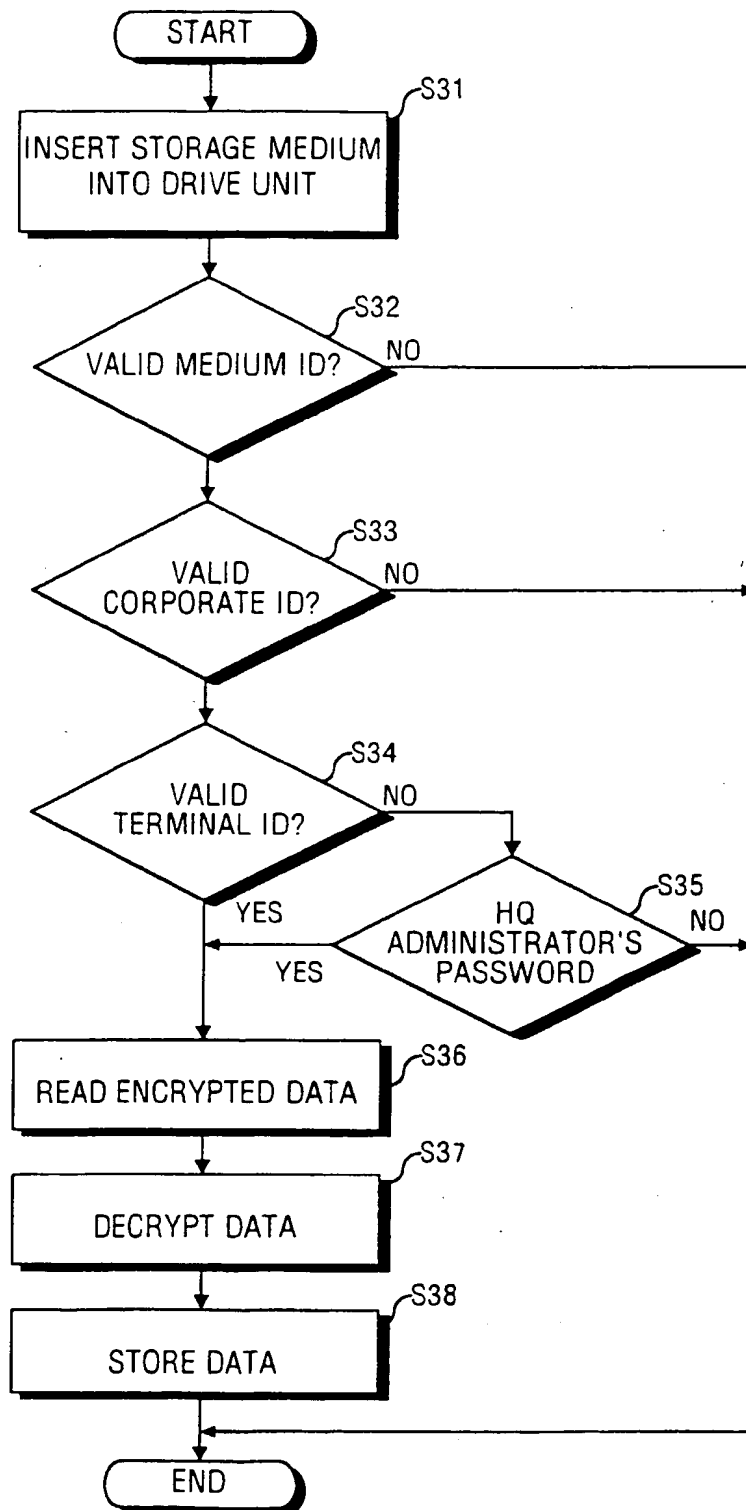 START
S31
INSERT STORAGE MEDIUM
INTO DRIVE UNIT
S32
VALID MEDIUM ID?
NO
S33
VALID
CORPORATE ID?
NO
S34
VALID
TERMINAL ID?
NO
S35
HQ
ADMINISTRATOR'S
PASSWORD
NO
YES
YES
S36
READ ENCRYPTED DATA
S37
DECRYPT DATA
S38
STORE DATA
END